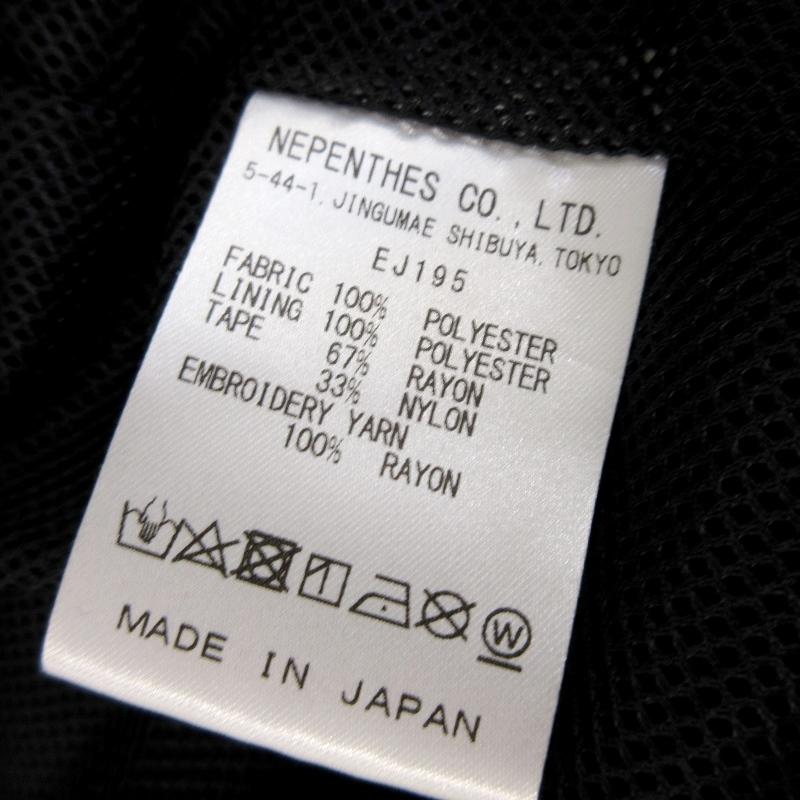 NEPENTHES CO., LTD.
5-44-1, JINGUMAE SHIBUYA, TOKYO
EJ195
FABRIC 100% POLYESTER
LINING 100% POLYESTER
TAPE 67% RAYON
33% NYLON
EMBROIDERY YARN
100% RAYON
W
MADE IN JAPAN